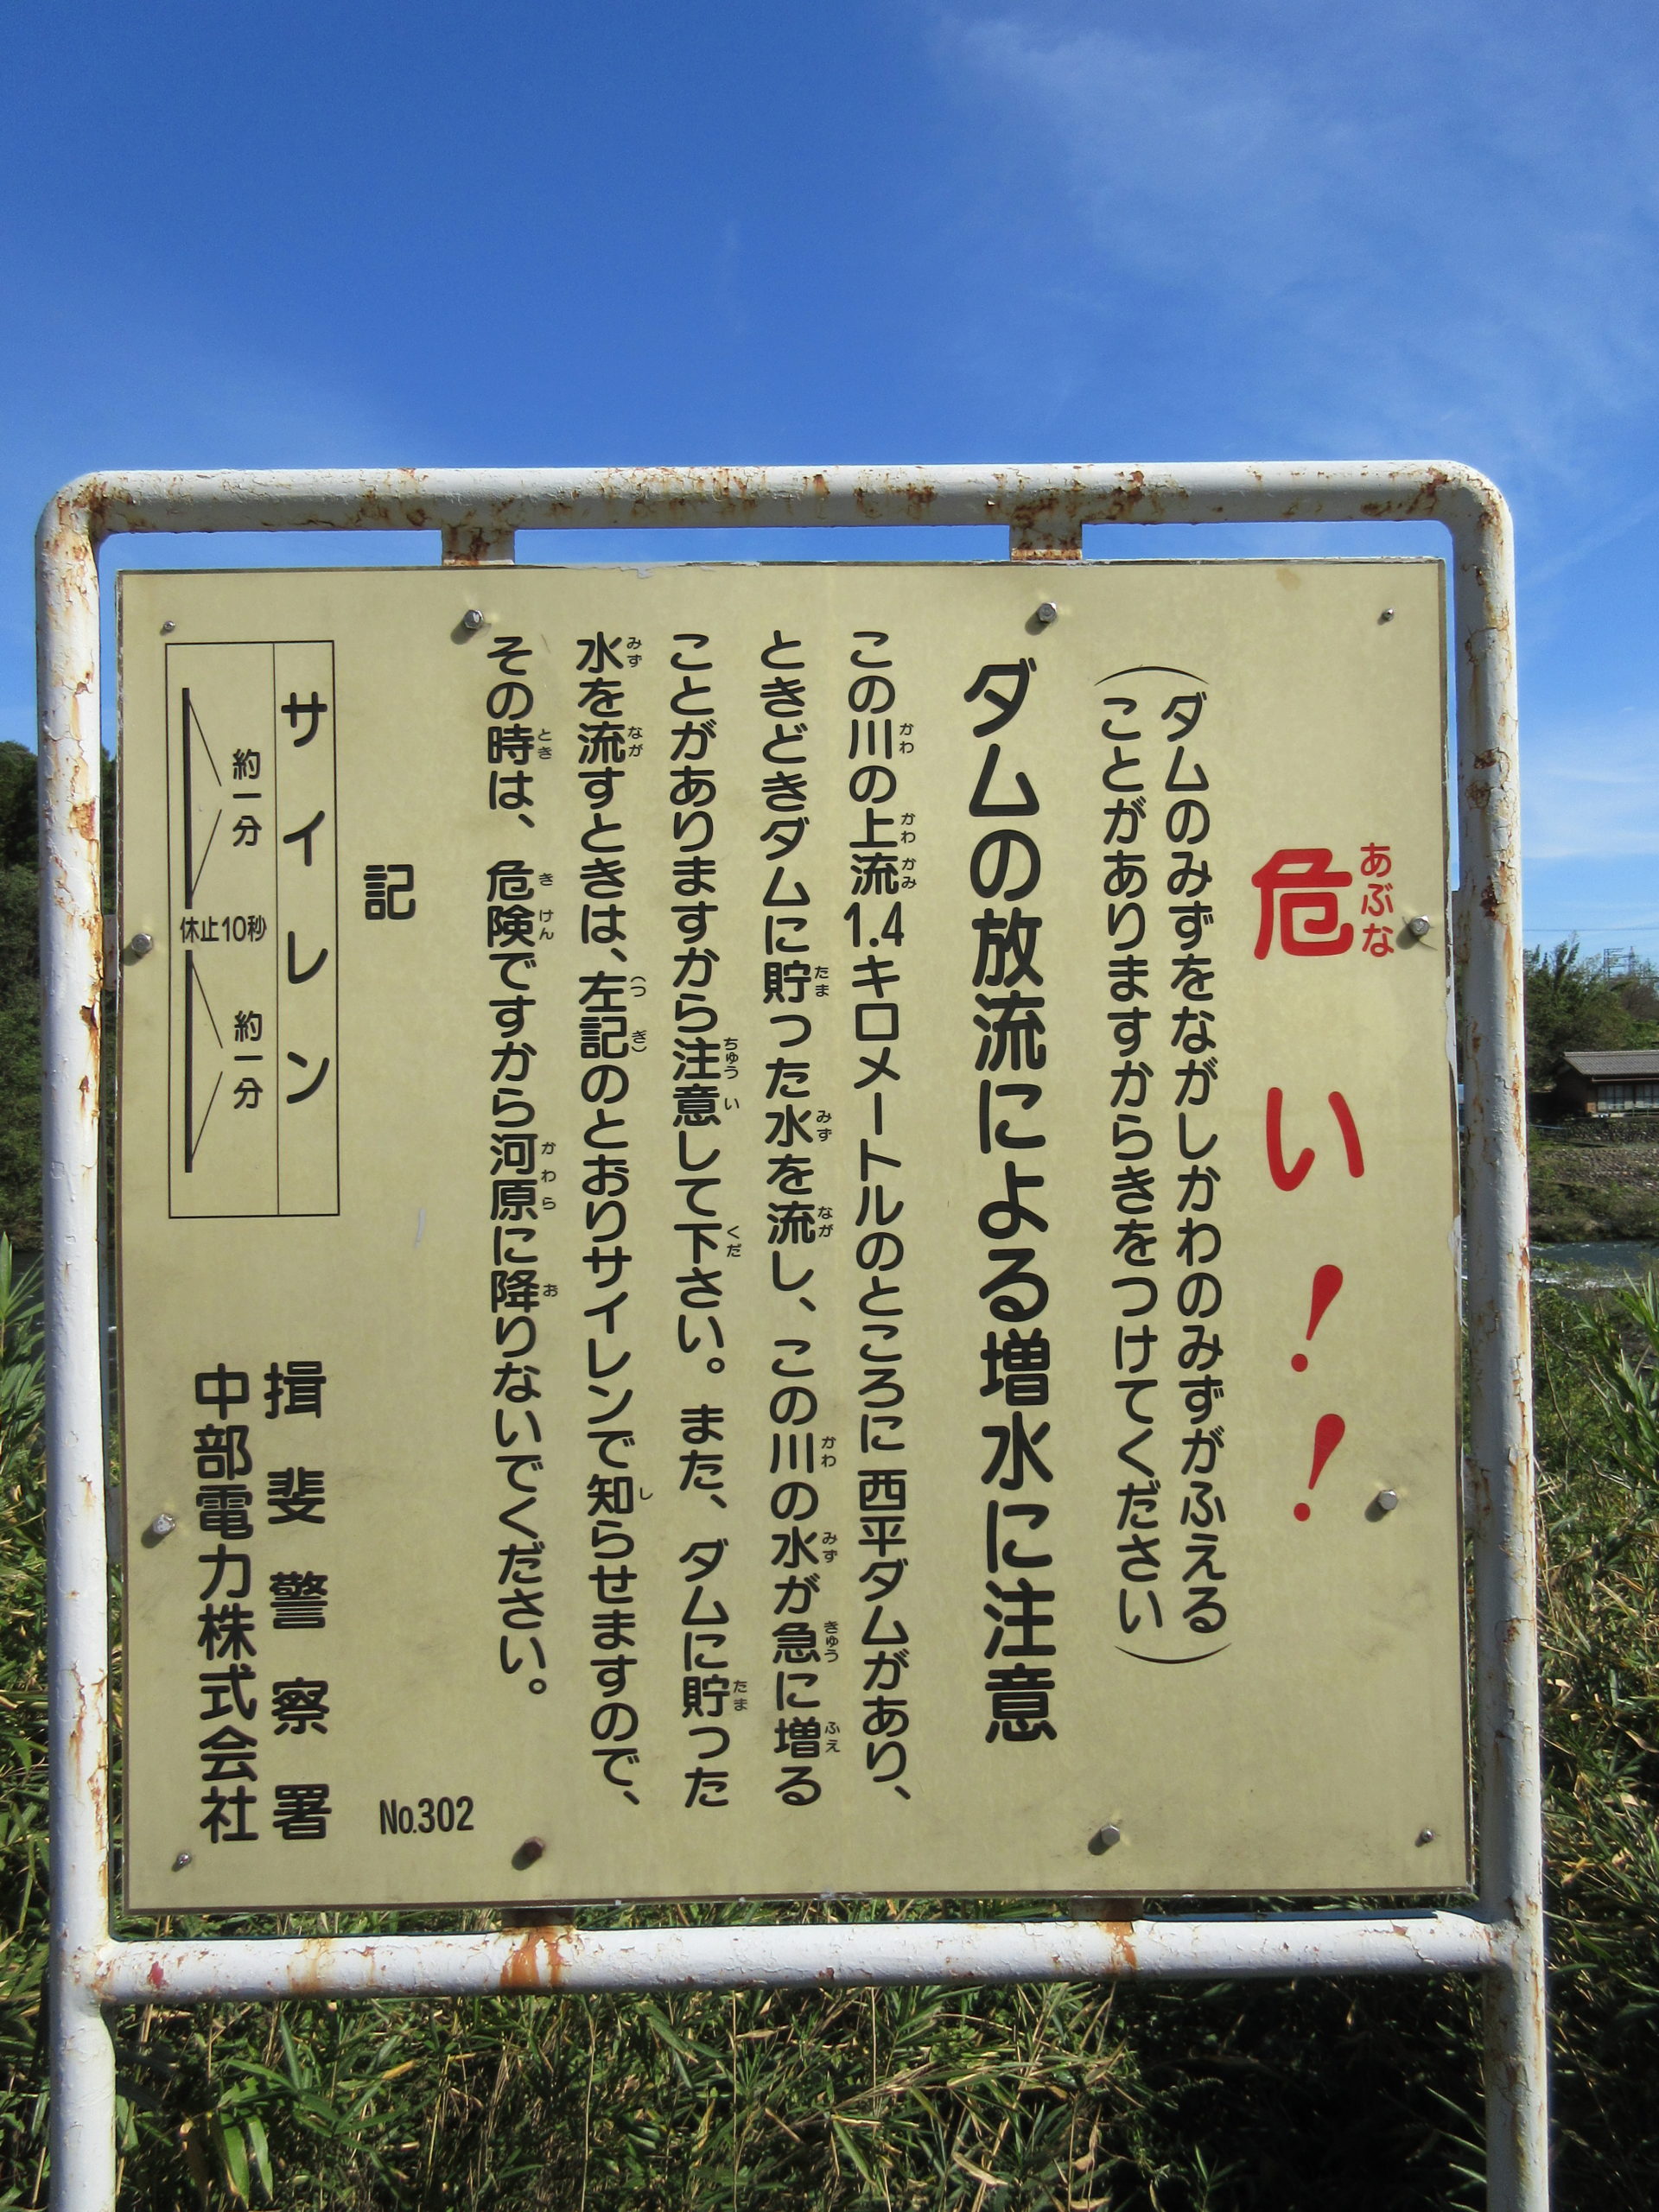 危い！！
（ダムのみずをながしかわのみずがふえる
ことがありますからきをつけてください）
ダムの放流による増水に注意
この川の上流1.4キロメートルのところに西平ダムがあり、
ときどきダムに貯った水を流し、この川の水が急に増る
ことがありますから注意して下さい。また、ダムに貯った
水を流すときは、左記のとおりサイレンで知らせますので、
その時は、危険ですから河原に降りないでください。
記
サイレン
約一分
休止10秒
約一分
揖斐警察署
中部電力株式会社
No.302